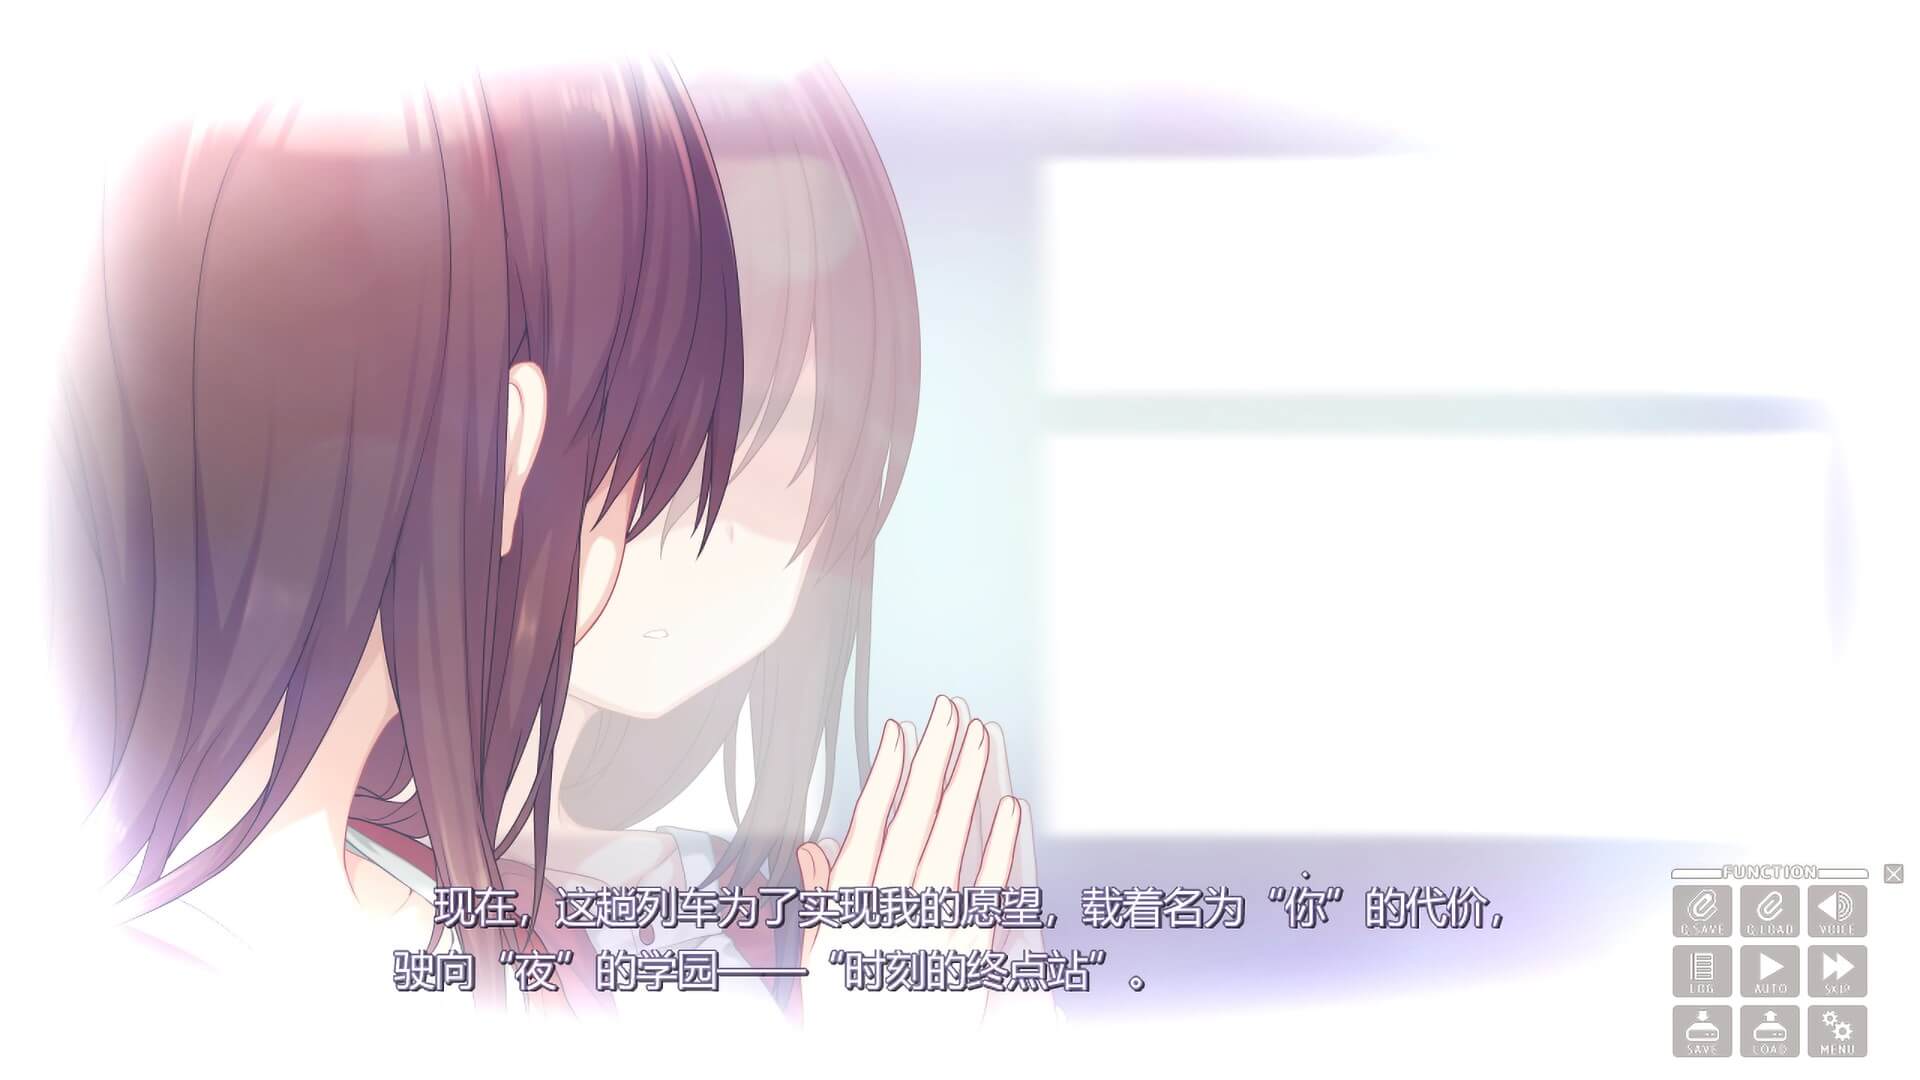 现在，这趟列车为了实现我的愿望，载着名为“你”的代价，
驶向“夜”的学园——“时刻的终点站”。
FUNCTION
Q.SAVE Q.LOAD VOICE
LOG AUTO SKIP
SAVE LOAD MENU